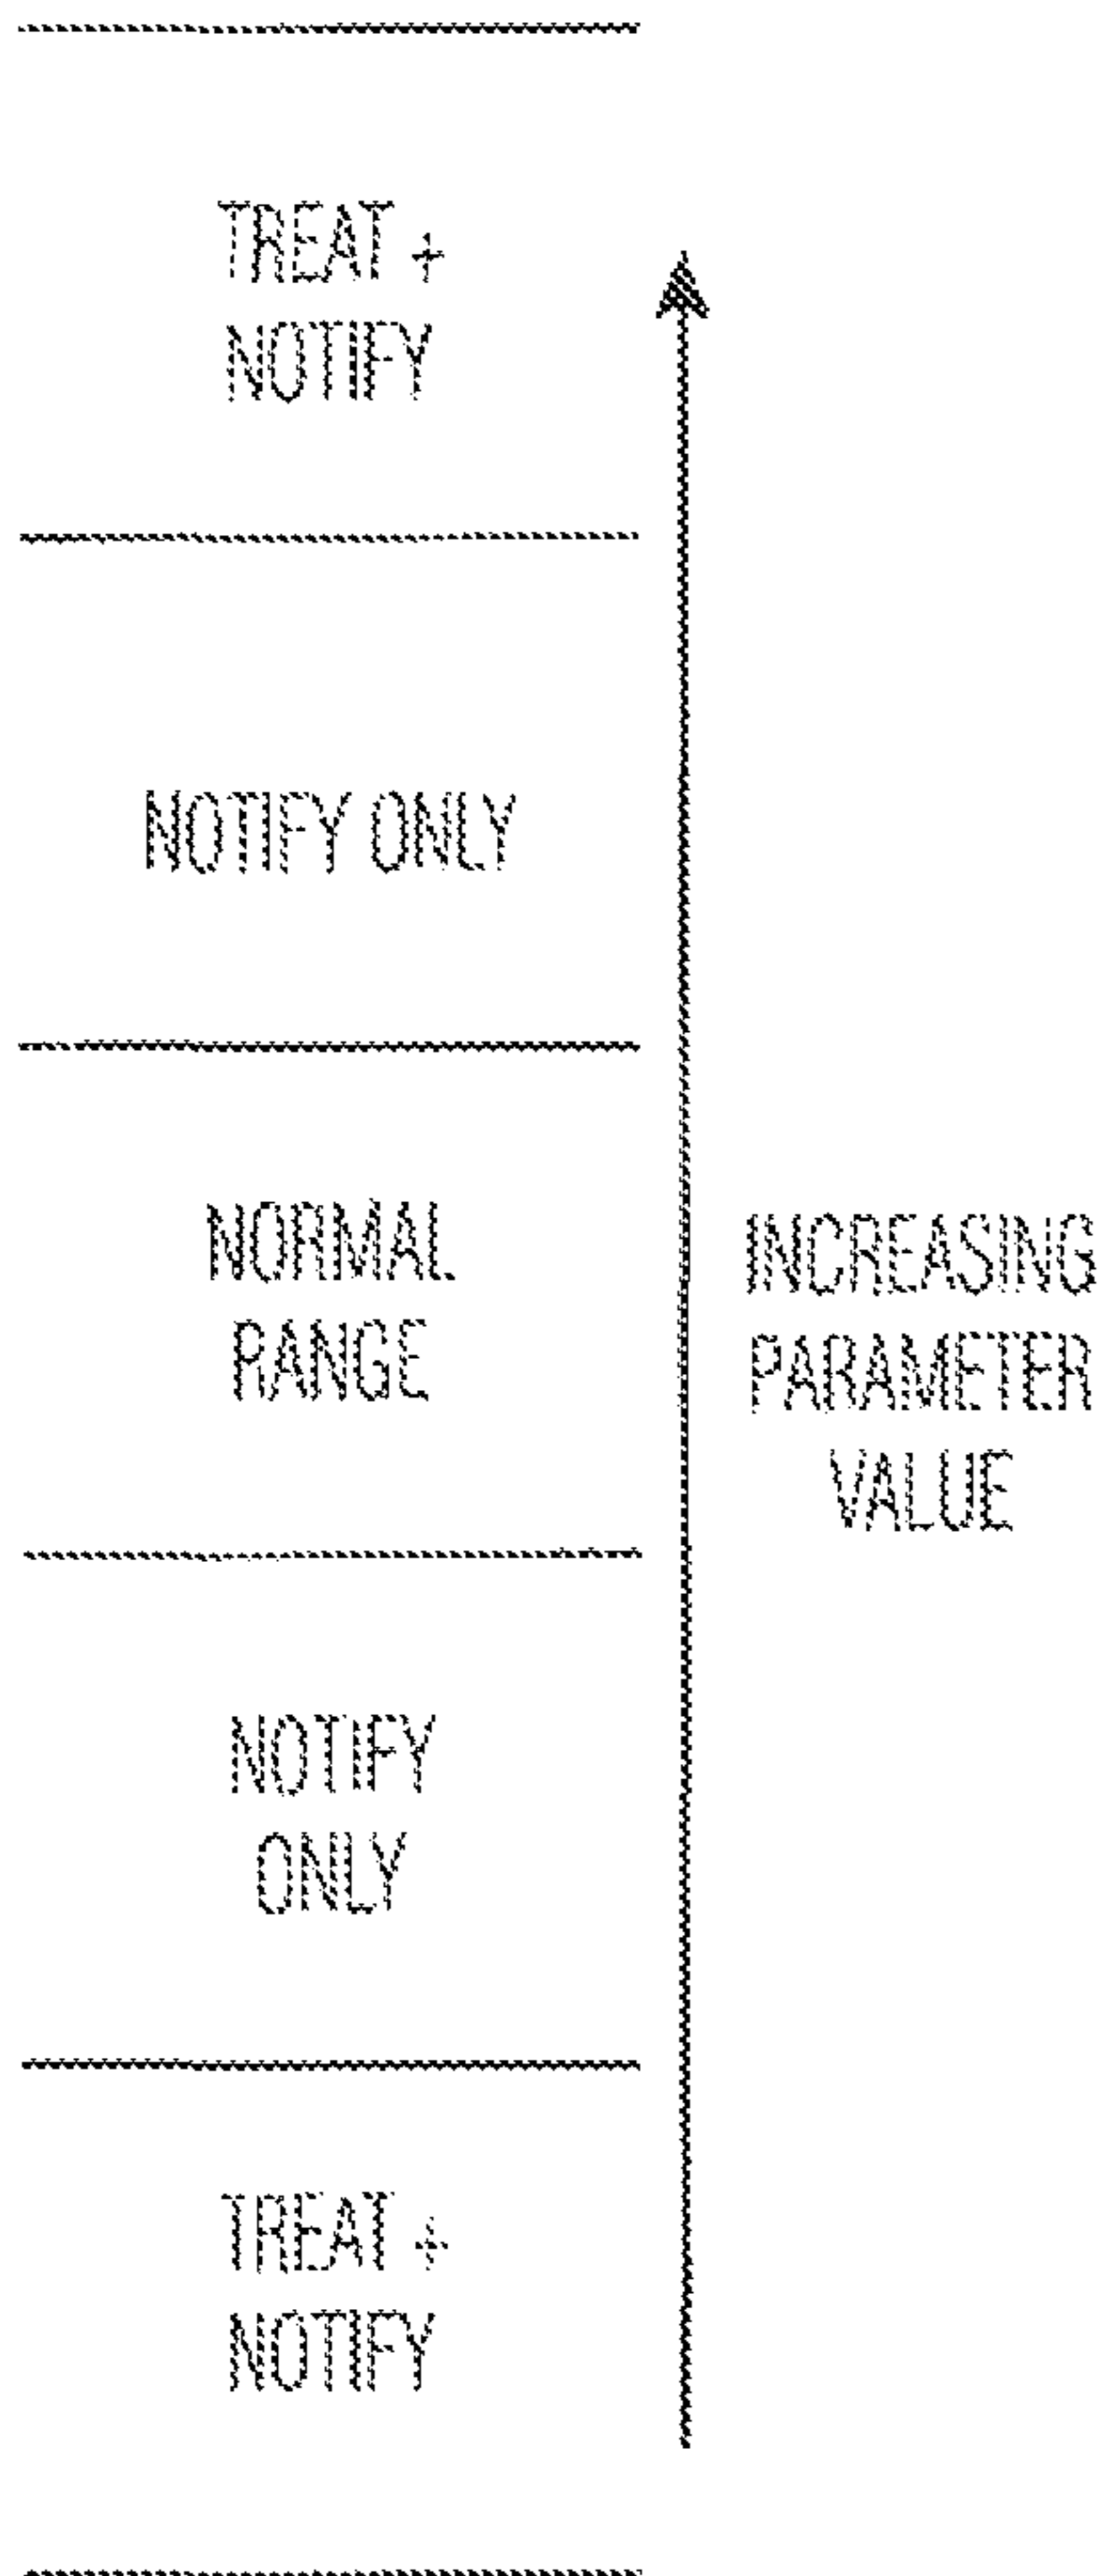 TREAT +
NOTIFY
NOTIFY ONLY
NORMAL
RANGE
INCREASING
PARAMETER
VALUE
NOTIFY
ONLY
TREAT +
NOTIFY